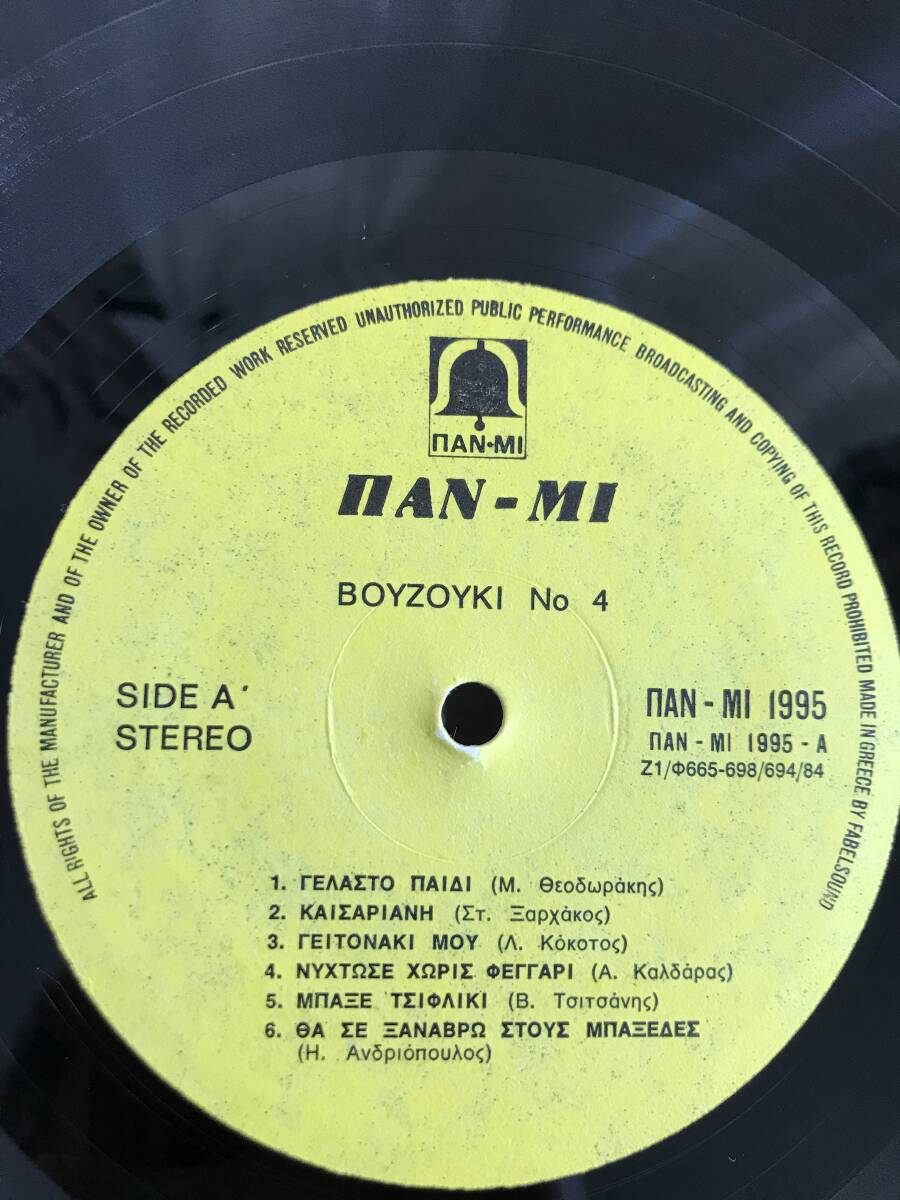 ALL RIGHTS OF THE MANUFACTURER AND OF THE OWNER OF THE RECORDED WORK RESERVED UNAUTHORIZED PUBLIC PERFORMANCE BROADCASTING AND COPYING OF THIS RECORD PROHIBITED MADE IN GREECE BY FABELSOUND
ΠΑΝ•ΜΙ
ΠΑΝ-ΜΙ
ΒΟΥΖΟΥΚΙ No 4
SIDE A'
STEREO
ΠΑΝ - ΜΙ 1995
ΠΑΝ - ΜΙ 1995 - A
Z1/Φ665-698/694/84
1. ΓΕΛΑΣΤΟ ΠΑΙΔΙ (Μ. Θεοδωράκης)
2. ΚΑΙΣΑΡΙΑΝΗ (Στ. Ξαρχάκος)
3. ΓΕΙΤΟΝΑΚΙ ΜΟΥ (Λ. Κόκοτος)
4. ΝΥΧΤΩΣΕ ΧΩΡΙΣ ΦΕΓΓΑΡΙ (Α. Καλδάρας)
5. ΜΠΑΞΕ ΤΣΙΦΛΙΚΙ (Β. Τσιτσάνης)
6. ΘΑ ΣΕ ΞΑΝΑΒΡΩ ΣΤΟΥΣ ΜΠΑΞΕΔΕΣ
(Η. Ανδριόπουλος)